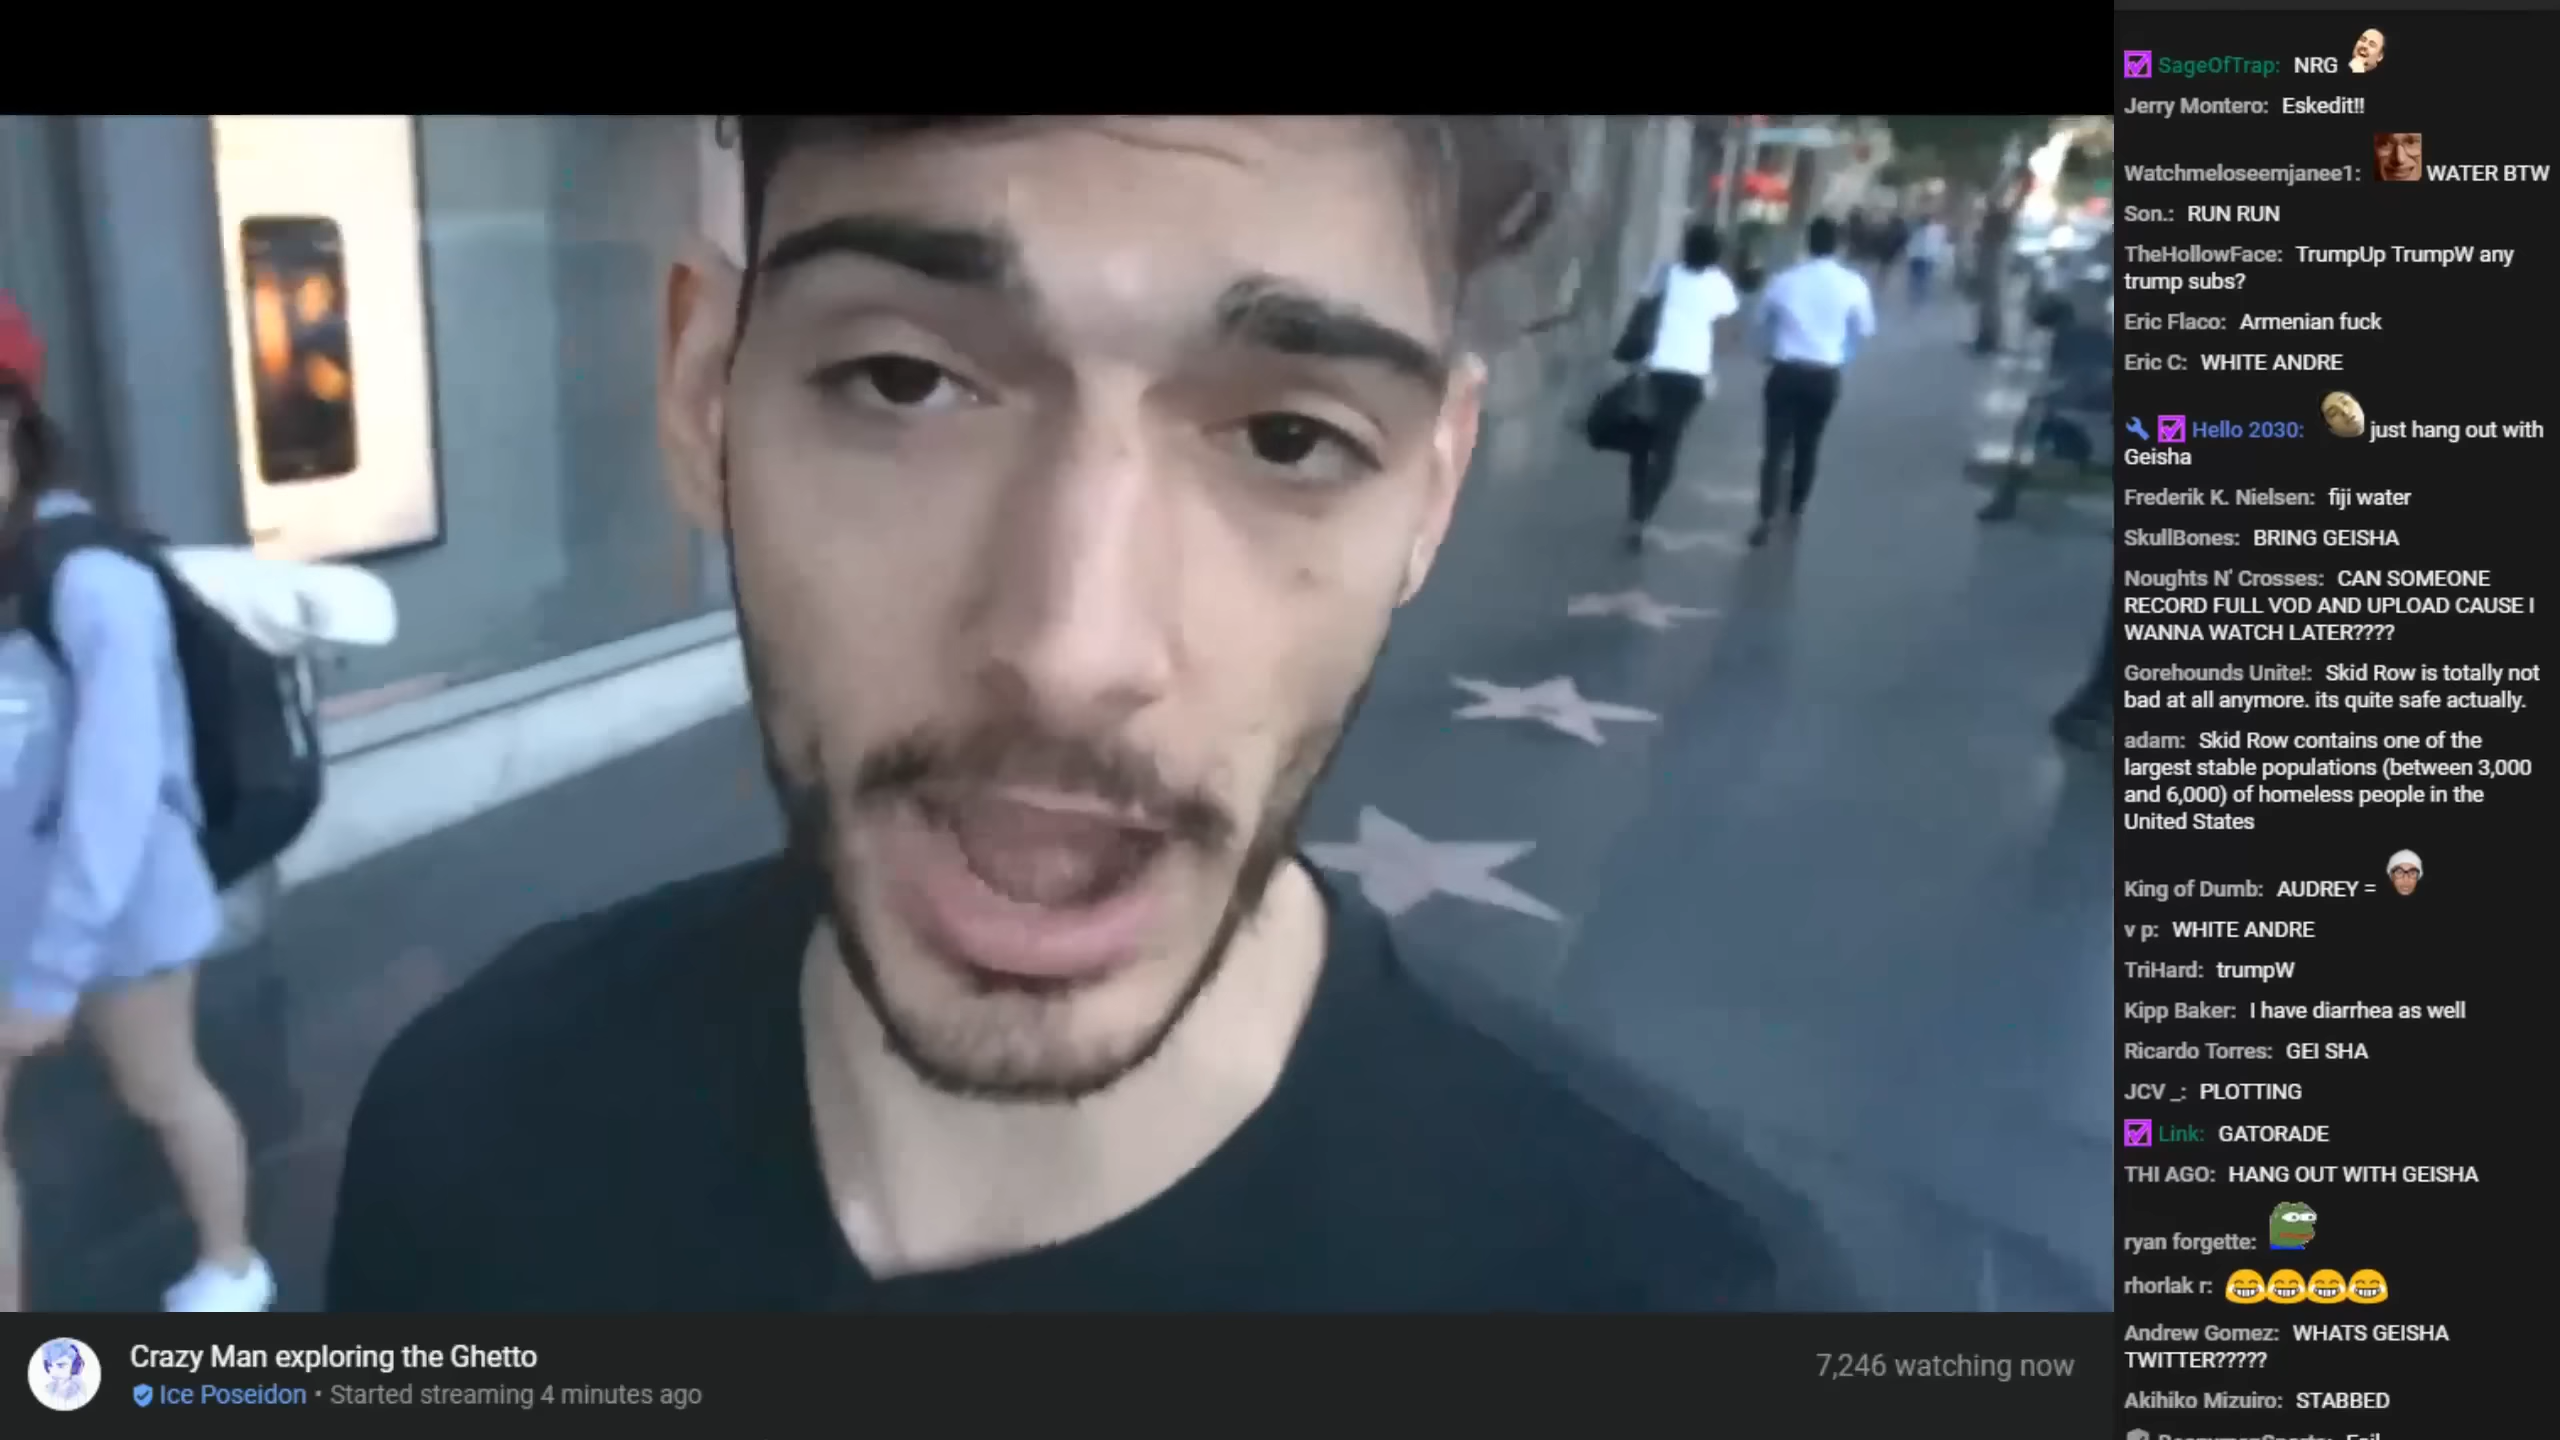 SageOfTrap: NRG
Jerry Montero: Eskedit!!
Watchmeloseemjanee1: WATER BTW
Son.: RUN RUN
TheHollowFace: TrumpUp TrumpW any
trump subs?
Eric Flaco: Armenian fuck
Eric C: WHITE ANDRE
Hello 2030: just hang out with
Geisha
Frederik K. Nielsen: fiji water
SkullBones: BRING GEISHA
Noughts N' Crosses: CAN SOMEONE
RECORD FULL VOD AND UPLOAD CAUSE I
WANNA WATCH LATER????
Gorehounds Unite!: Skid Row is totally not
bad at all anymore. its quite safe actually.
adam: Skid Row contains one of the
largest stable populations (between 3,000
and 6,000) of homeless people in the
United States
King of Dumb: AUDREY =
v p: WHITE ANDRE
TriHard: trumpW
Kipp Baker: I have diarrhea as well
Ricardo Torres: GEI SHA
JCV _: PLOTTING
Link: GATORADE
THI AGO: HANG OUT WITH GEISHA
ryan forgette:
rhorlak r:
Andrew Gomez: WHATS GEISHA
TWITTER?????
Akihiko Mizuiro: STABBED
Crazy Man exploring the Ghetto
Ice Poseidon • Started streaming 4 minutes ago
7,246 watching now